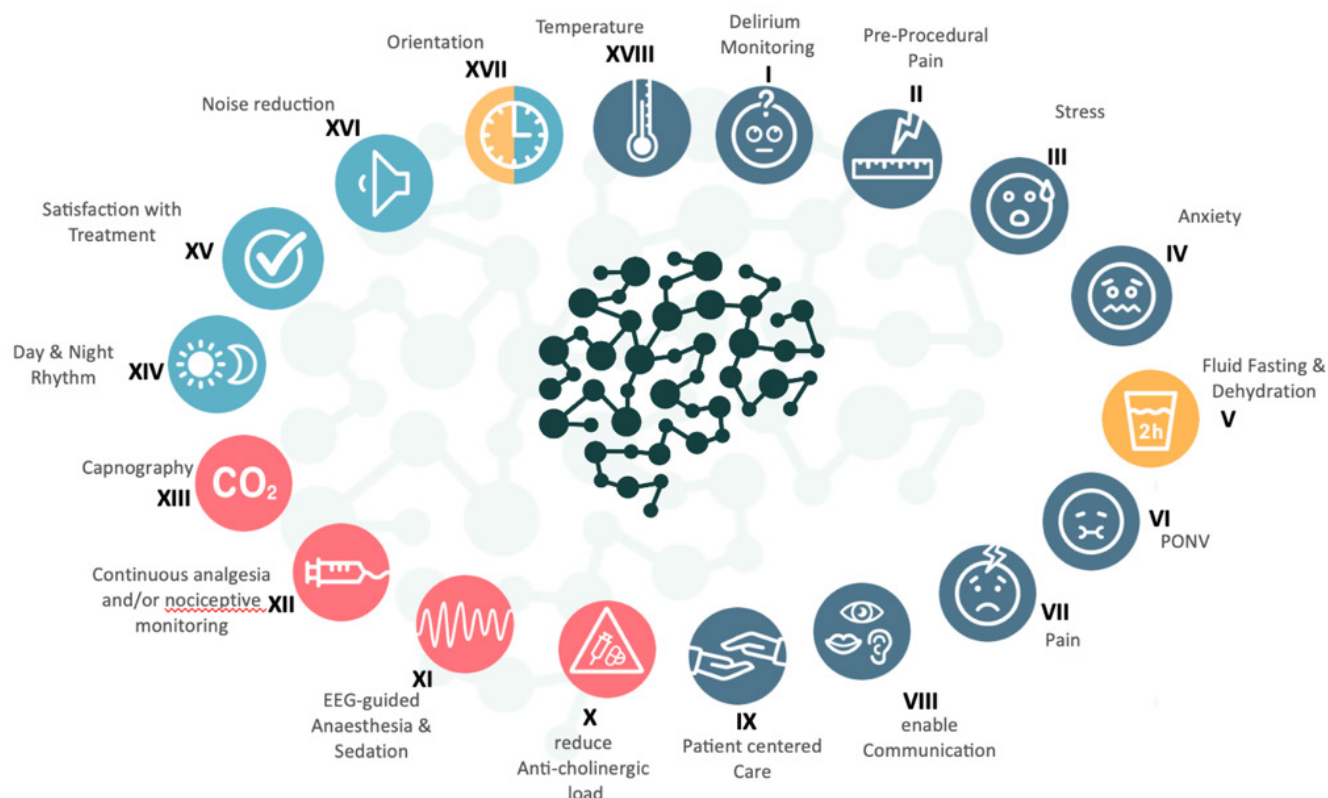 Delirium
Monitoring
I
Pre-Procedural
Pain
II
Stress
III
Anxiety
IV
Fluid Fasting &
Dehydration
V
2h
VI
PONV
VII
Pain
VIII
enable
Communication
IX
Patient centered
Care
X
reduce
Anti-cholinergic
load
XI
EEG-guided
Anaesthesia &
Sedation
Continuous analgesia
and/or nociceptive XII
monitoring
Capnography
XIII
CO₂
Day & Night
Rhythm
XIV
Satisfaction with
Treatment
XV
Noise reduction
XVI
Orientation
XVII
Temperature
XVIII
?